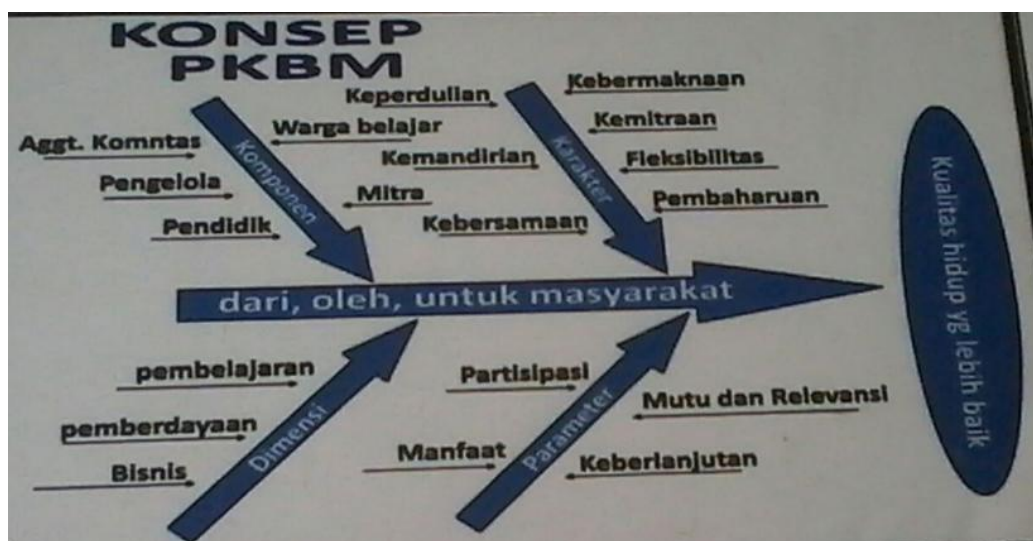 KONSEP
PKBM
Aggt. Komntas
Pengelola
Pendidik
Komponen
Warga belajar
Mitra
Keperdulian
Kemandirian
Kebersamaan
Karakter
Kebermaknaan
Kemitraan
Fleksibilitas
Pembaharuan
dari, oleh, untuk masyarakat
Kualitas hidup yg lebih baik
pembelajaran
pemberdayaan
Bisnis
Dimensi
Partisipasi
Manfaat
Parameter
Mutu dan Relevansi
Keberlanjutan